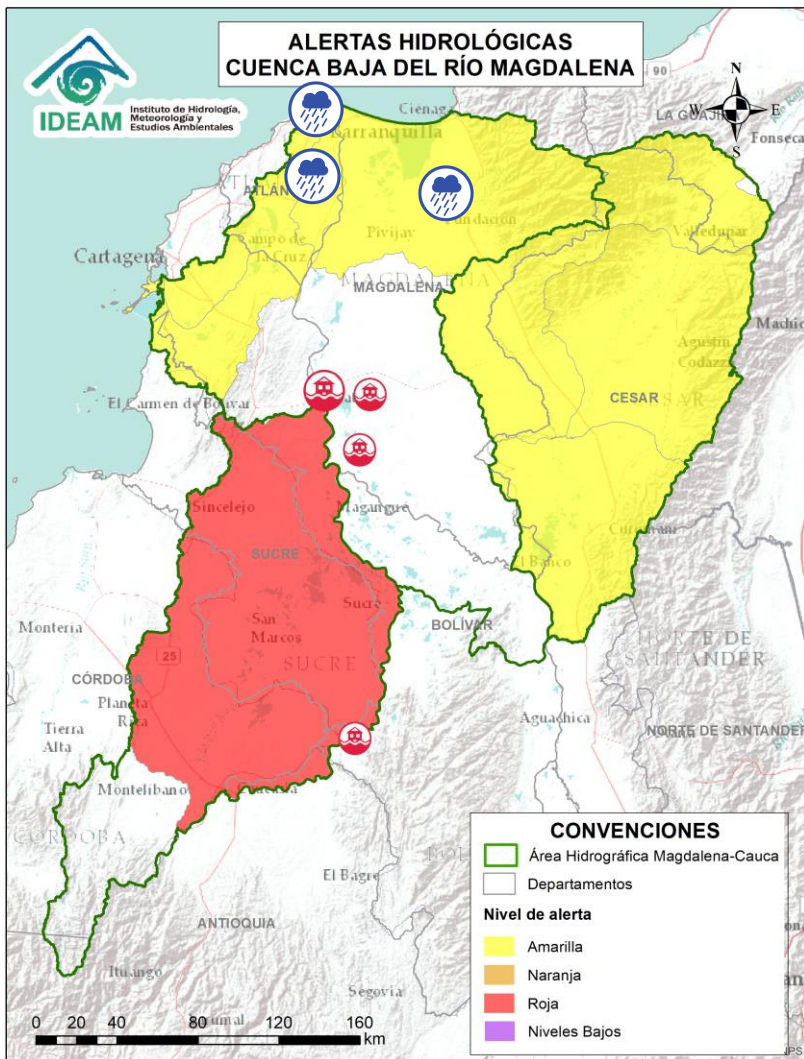 ALERTAS HIDROLÓGICAS
CUENCA BAJA DEL RÍO MAGDALENA
IDEAM
Instituto de Hidrología,
Meteorología y
Estudios Ambientales
90
N
W
E
S
Ciénaga
LA GUAJIRA
Fonseca
Barranquilla
Fundación
Pivijay
Valledupar
Campo de
la Cruz
Cartagena
MAGDALENA
MAGDALENA
Agustín
Codazzi
CESAR
El Carmen de Bolívar
Sincelejo
Magangue
SUCRE
El Banco
Sucre
San
Marcos
BOLÍVAR
Montería
25
SUCRE
NORTE DE
SANTANDER
CÓRDOBA
Planeta
Rica
Tierra
Alta
Aguachica
NORTE DE SANTANDER
Montelíbano
CÓRDOBA
El Bagre
ANTIOQUIA
Ituango
Segovia
0 20 40 80 120 160
km
CONVENCIONES
Área Hidrográfica Magdalena-Cauca
Departamentos
Nivel de alerta
Amarilla
Naranja
Roja
Niveles Bajos